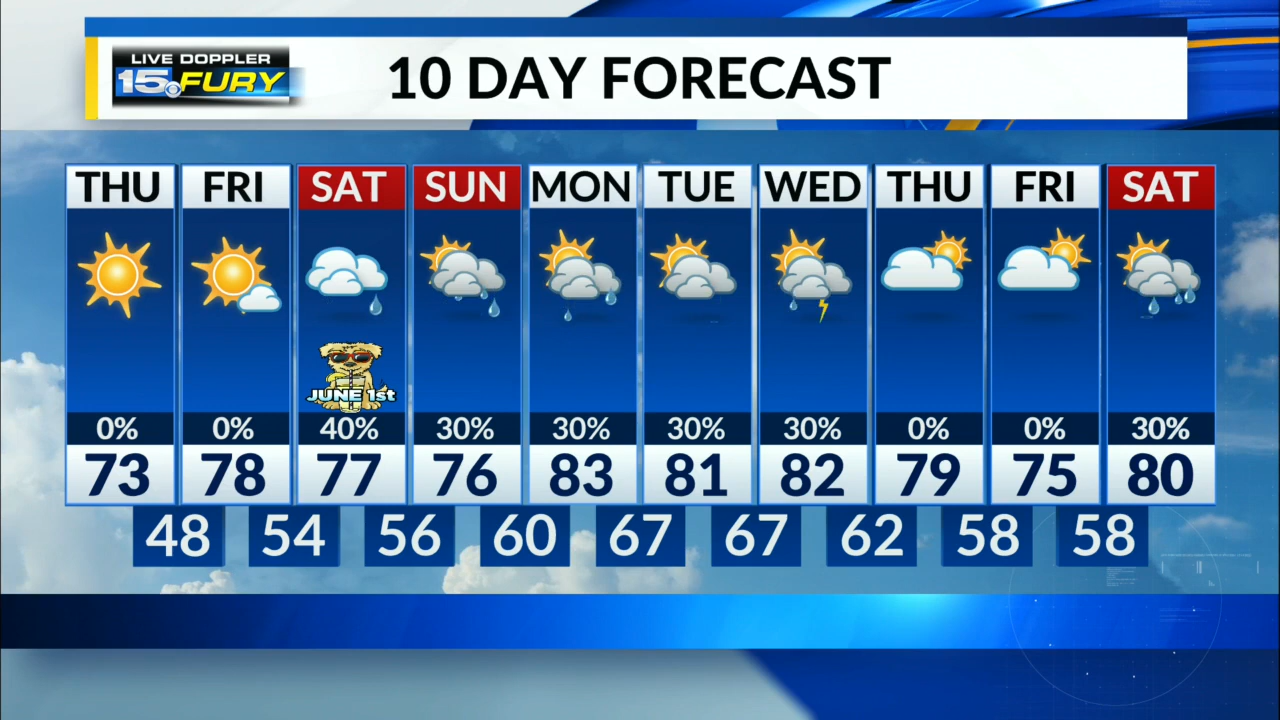 LIVE DOPPLER
15 FURY
10 DAY FORECAST
THU FRI SAT SUN MON TUE WED THU FRI SAT
JUNE 1st
0% 0% 40% 30% 30% 30% 30% 0% 0% 30%
73 78 77 76 83 81 82 79 75 80
48 54 56 60 67 67 62 58 58